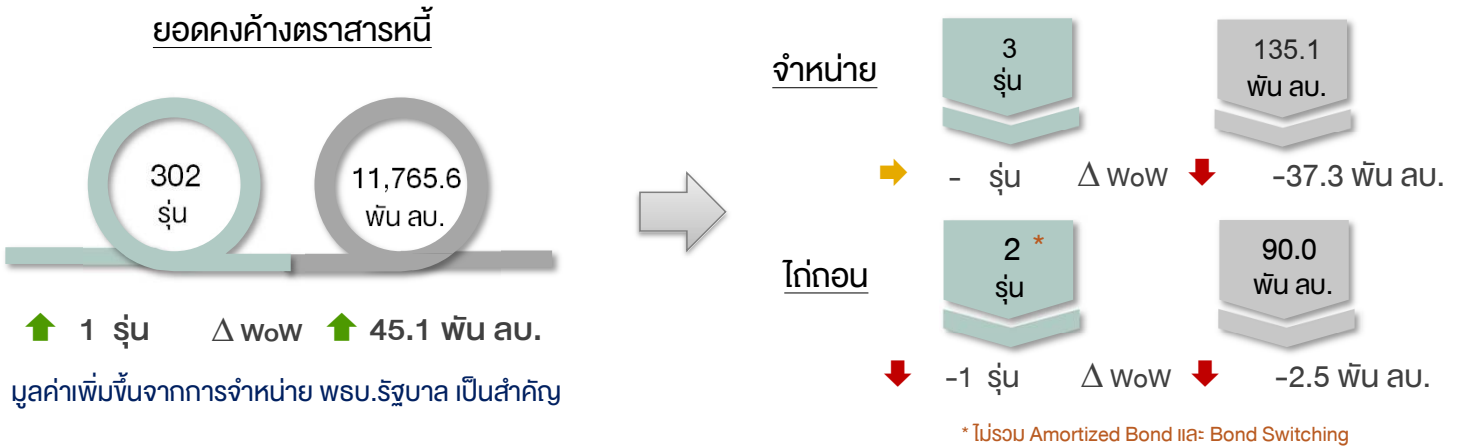 ยอดคงค้างตราสารหนี้
302
รุ่น
11,765.6
พัน ลบ.
1 รุ่น Δ WoW 45.1 พัน ลบ.
มูลค่าเพิ่มขึ้นจากการจำหน่าย พธบ.รัฐบาล เป็นสำคัญ
จำหน่าย
3
รุ่น
135.1
พัน ลบ.
- รุ่น Δ WoW -37.3 พัน ลบ.
ไถ่ถอน
2 *
รุ่น
90.0
พัน ลบ.
-1 รุ่น Δ WoW -2.5 พัน ลบ.
* ไม่รวม Amortized Bond และ Bond Switching